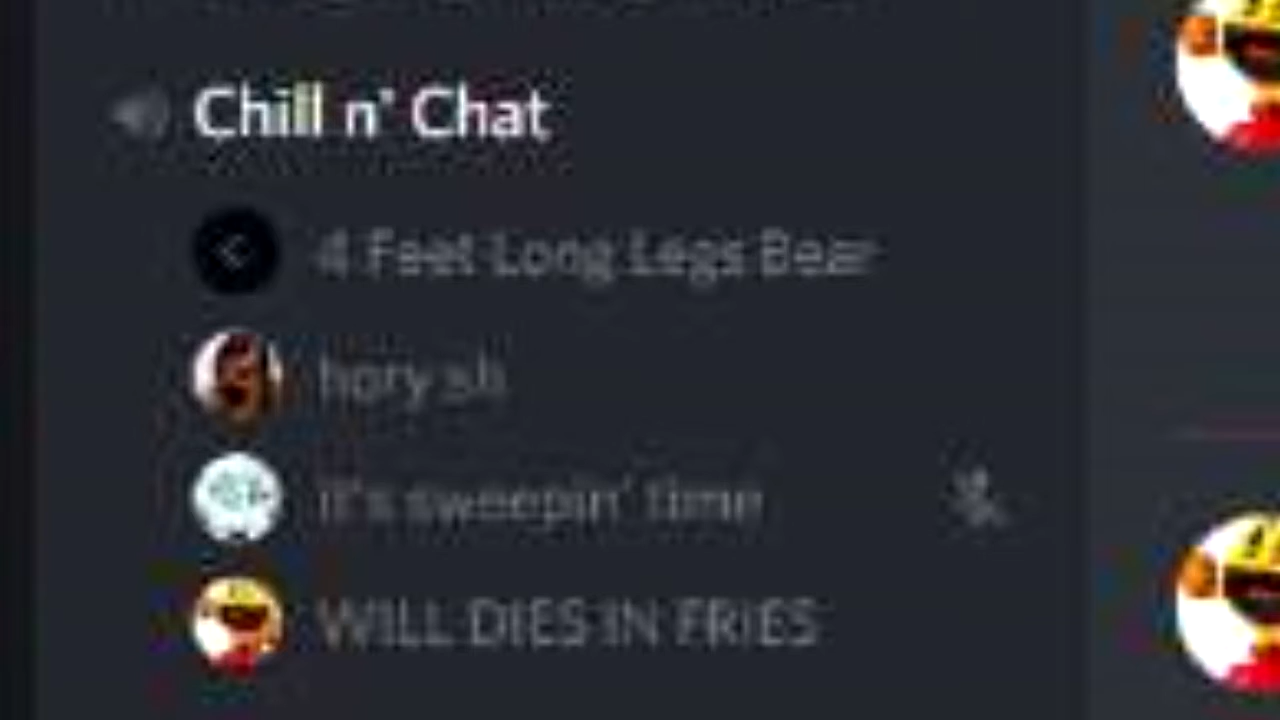 Chill n' Chat
4 Feet Long Legs Bear
hory sh
it's sweepin' time
WILL DIES IN FRIES